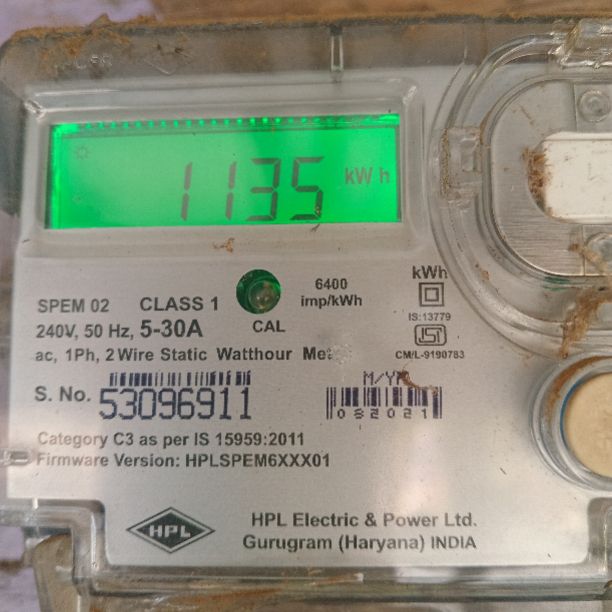 1135 kWh
6400
imp/kWh
kWh
SPEM 02 CLASS 1
240V, 50 Hz, 5-30A
CAL
IS:13779
ISI
CM/L-9190783
ac, 1Ph, 2 Wire Static Watthour
S. No. 53096911
082021
Category C3 as per IS 15959:2011
Firmware Version: HPLSPEM6XXX01
HPL
HPL Electric & Power Ltd.
Gurugram (Haryana) INDIA